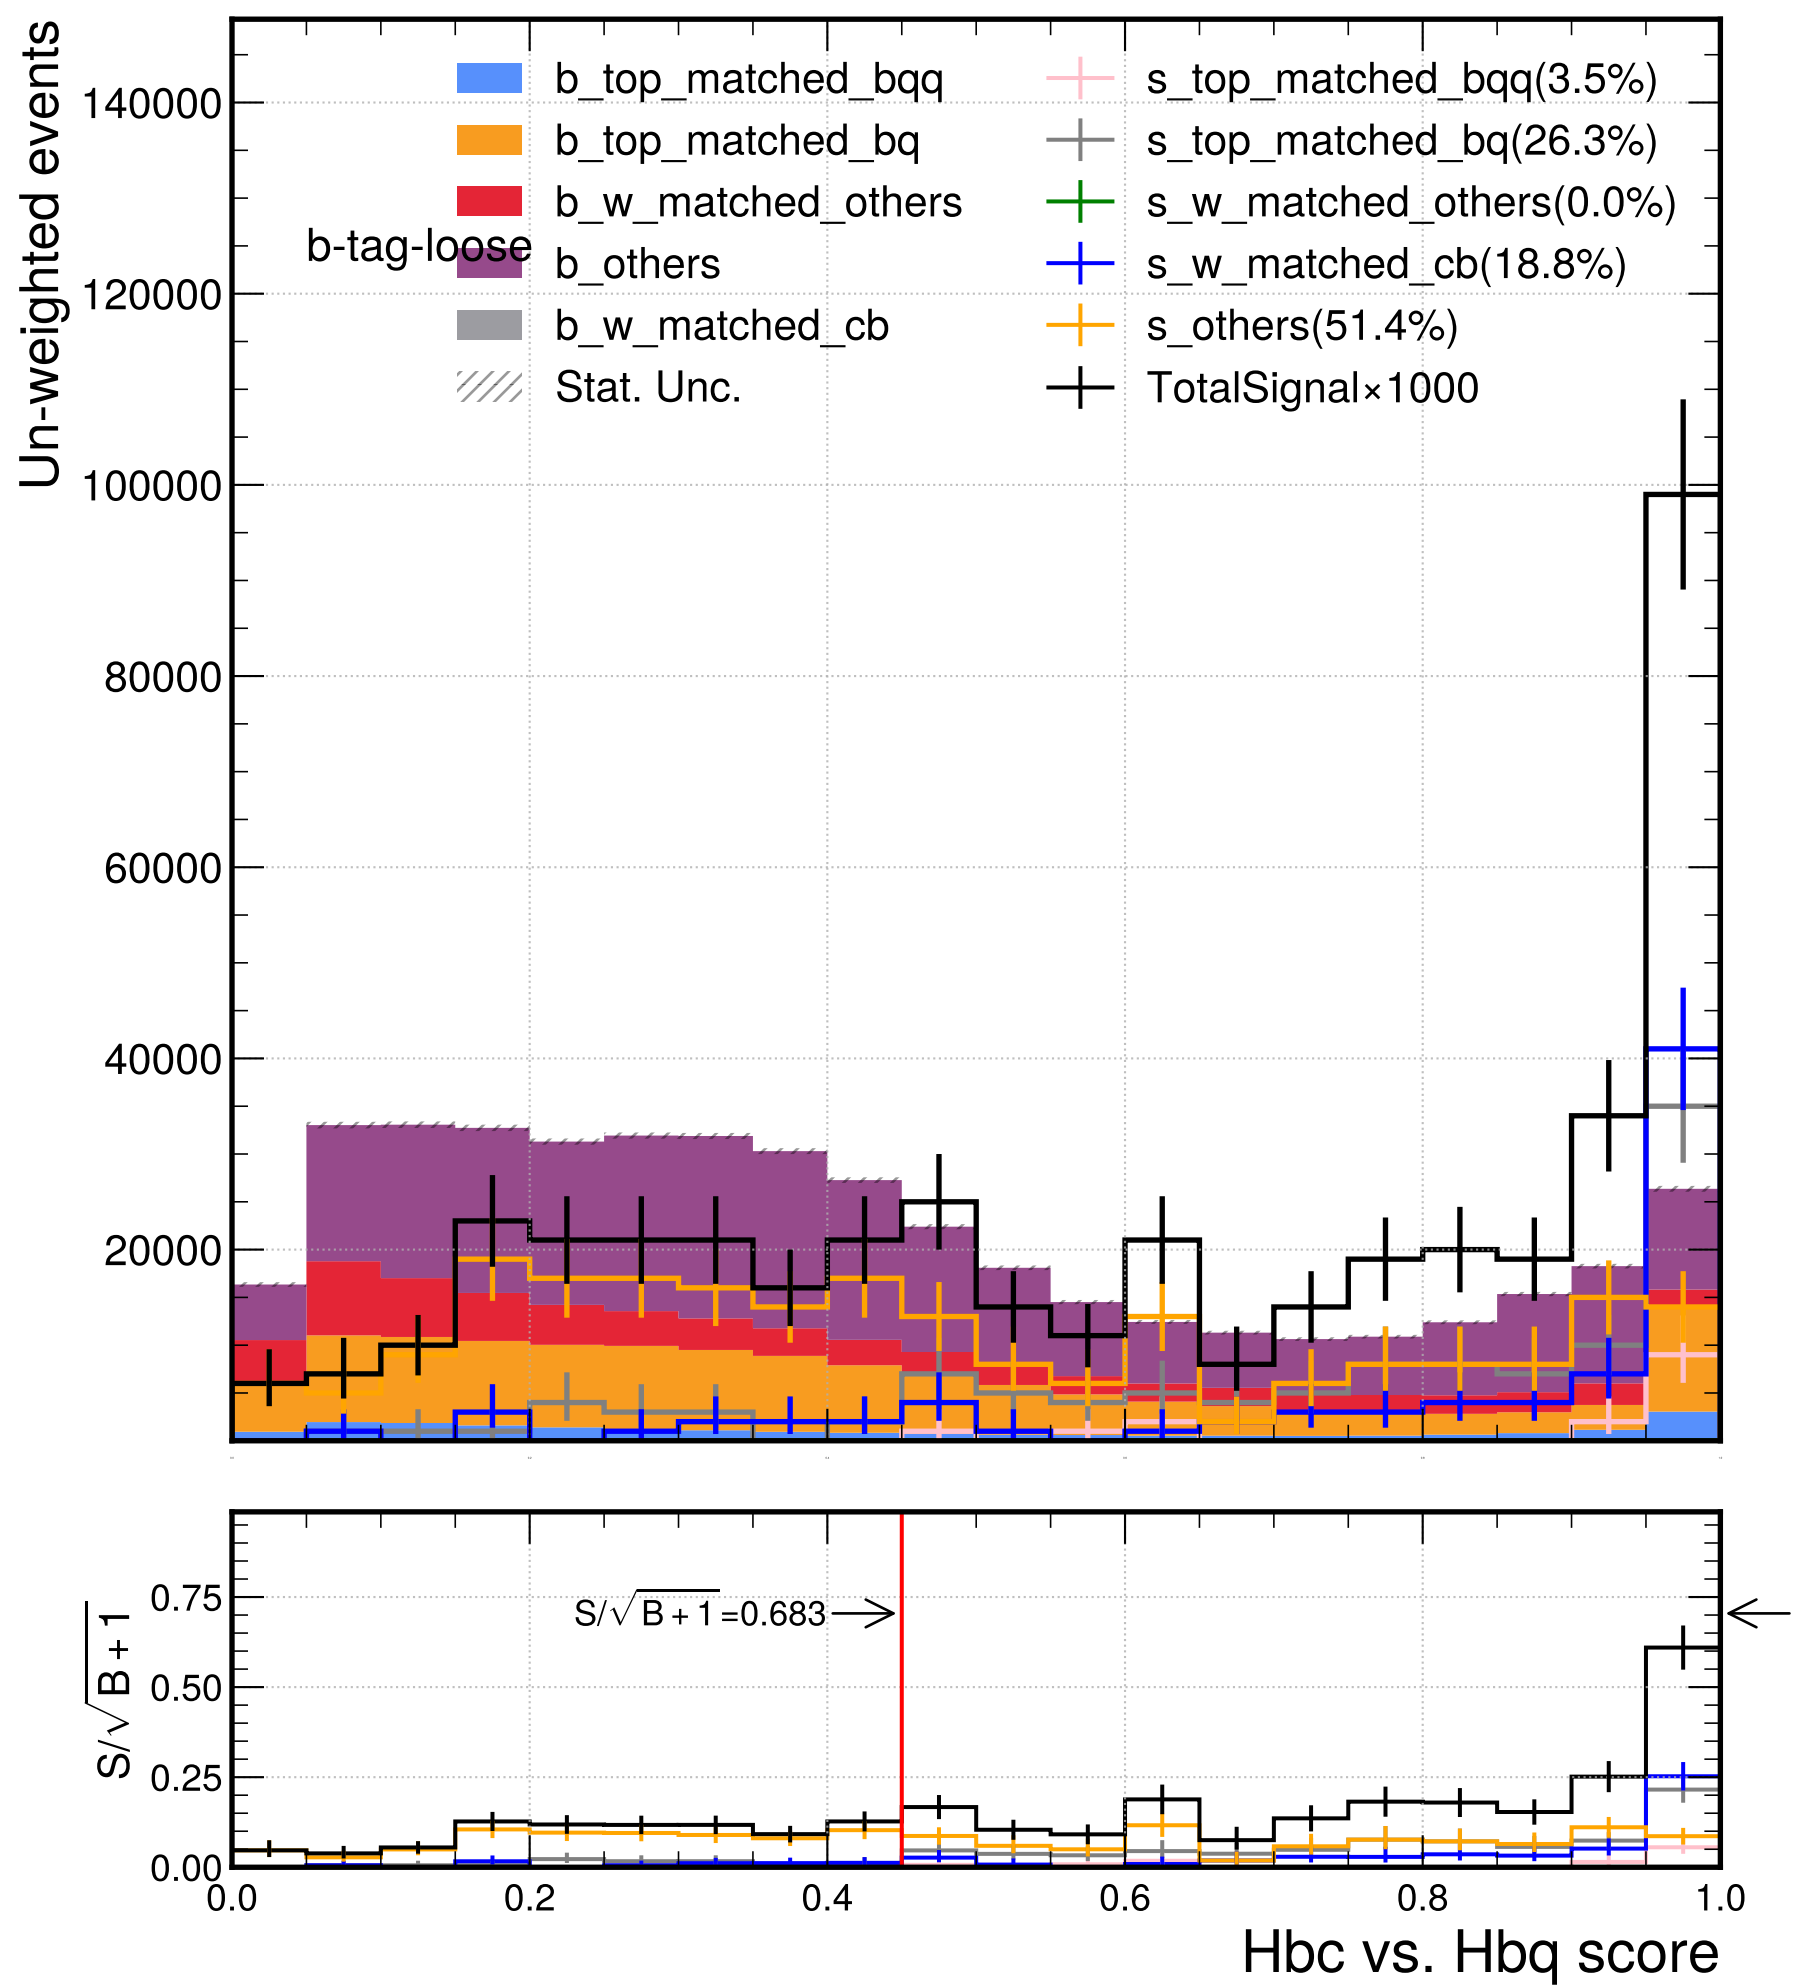 Un-weighted events
140000
120000
100000
80000
60000
40000
20000
b-tag-loose
b_top_matched_bqq
b_top_matched_bq
b_w_matched_others
b_others
b_w_matched_cb
Stat. Unc.
s_top_matched_bqq(3.5%)
s_top_matched_bq(26.3%)
s_w_matched_others(0.0%)
s_w_matched_cb(18.8%)
s_others(51.4%)
TotalSignal×1000
S/√B + 1
0.75
0.50
0.25
0.00
S/√B + 1=0.683
0.0 0.2 0.4 0.6 0.8 1.0
Hbc vs. Hbq score